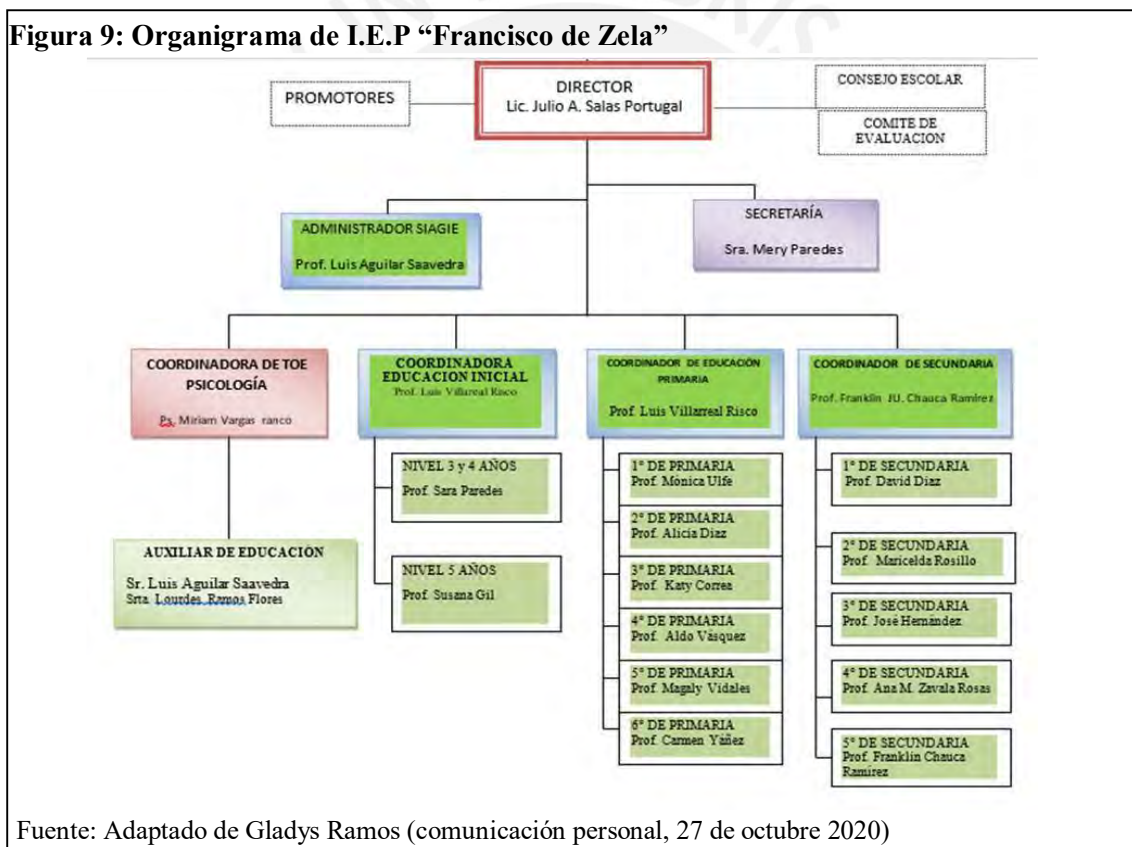 Figura 9: Organigrama de I.E.P “Francisco de Zela”
PROMOTORES
DIRECTOR
Lic. Julio A. Salas Portugal
CONSEJO ESCOLAR
COMITE DE
EVALUACION
ADMINISTRADOR SIAGIE
Prof. Luis Aguilar Saavedra
SECRETARÍA
Sra. Mery Paredes
COORDINADORA DE TOE
PSICOLOGÍA
Ps. Miriam Vargas ranco
AUXILIAR DE EDUCACIÓN
Sr. Luis Aguilar Saavedra
Srta. Lourdes Ramos Flores
COORDINADORA
EDUCACION INICIAL
Prof. Luis Villarreal Risco
NIVEL 3 y 4 AÑOS
Prof. Sara Paredes
NIVEL 5 AÑOS
Prof. Susana Gil
COORDINADOR DE EDUCACIÓN
PRIMARIA
Prof. Luis Villarreal Risco
1° DE PRIMARIA
Prof. Mónica Ulfe
2° DE PRIMARIA
Prof. Alicia Diaz
3° DE PRIMARIA
Prof. Katy Correa
4° DE PRIMARIA
Prof. Aldo Vásquez
5° DE PRIMARIA
Prof. Magaly Vidales
6° DE PRIMARIA
Prof. Carmen Yáñez
COORDINADOR DE SECUNDARIA
Prof. Franklin JU. Chauca Ramírez
1° DE SECUNDARIA
Prof. David Diaz
2° DE SECUNDARIA
Prof. Maricelda Rosillo
3° DE SECUNDARIA
Prof. José Hernández
4° DE SECUNDARIA
Prof. Ana M. Zavala Rosas
5° DE SECUNDARIA
Prof. Franklin Chauca
Ramírez
Fuente: Adaptado de Gladys Ramos (comunicación personal, 27 de octubre 2020)